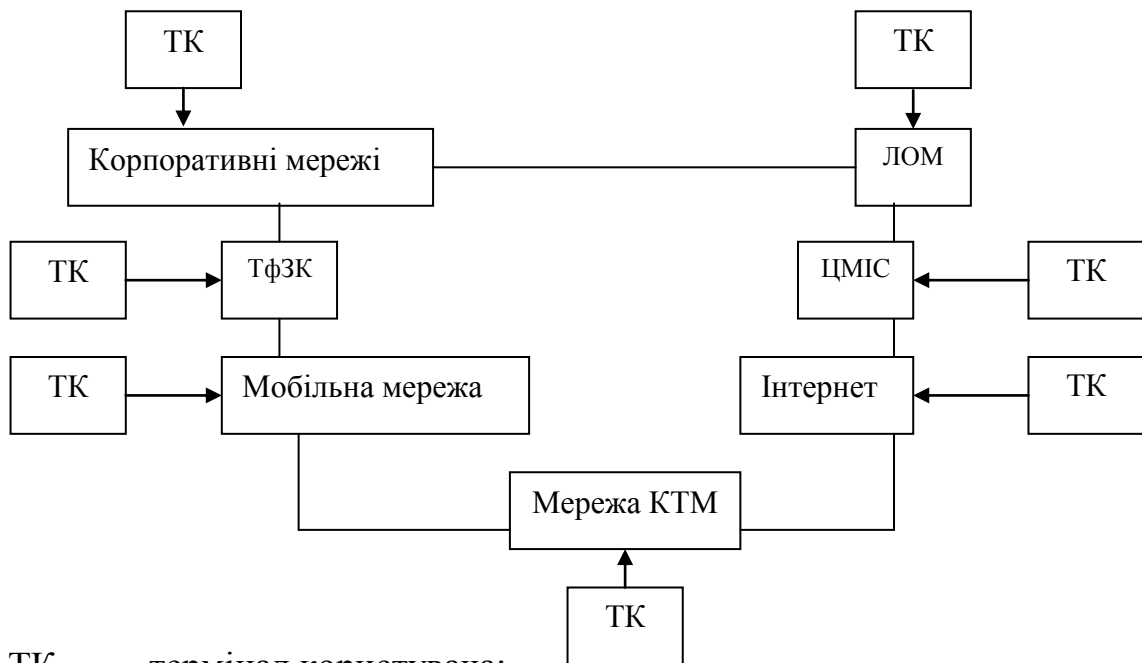 ТК
ТК
Корпоративні мережі
ЛОМ
ТК
ТфЗК
ЦМІС
ТК
ТК
Мобільна мережа
Інтернет
ТК
Мережа КТМ
ТК
ТК термінал користувача;